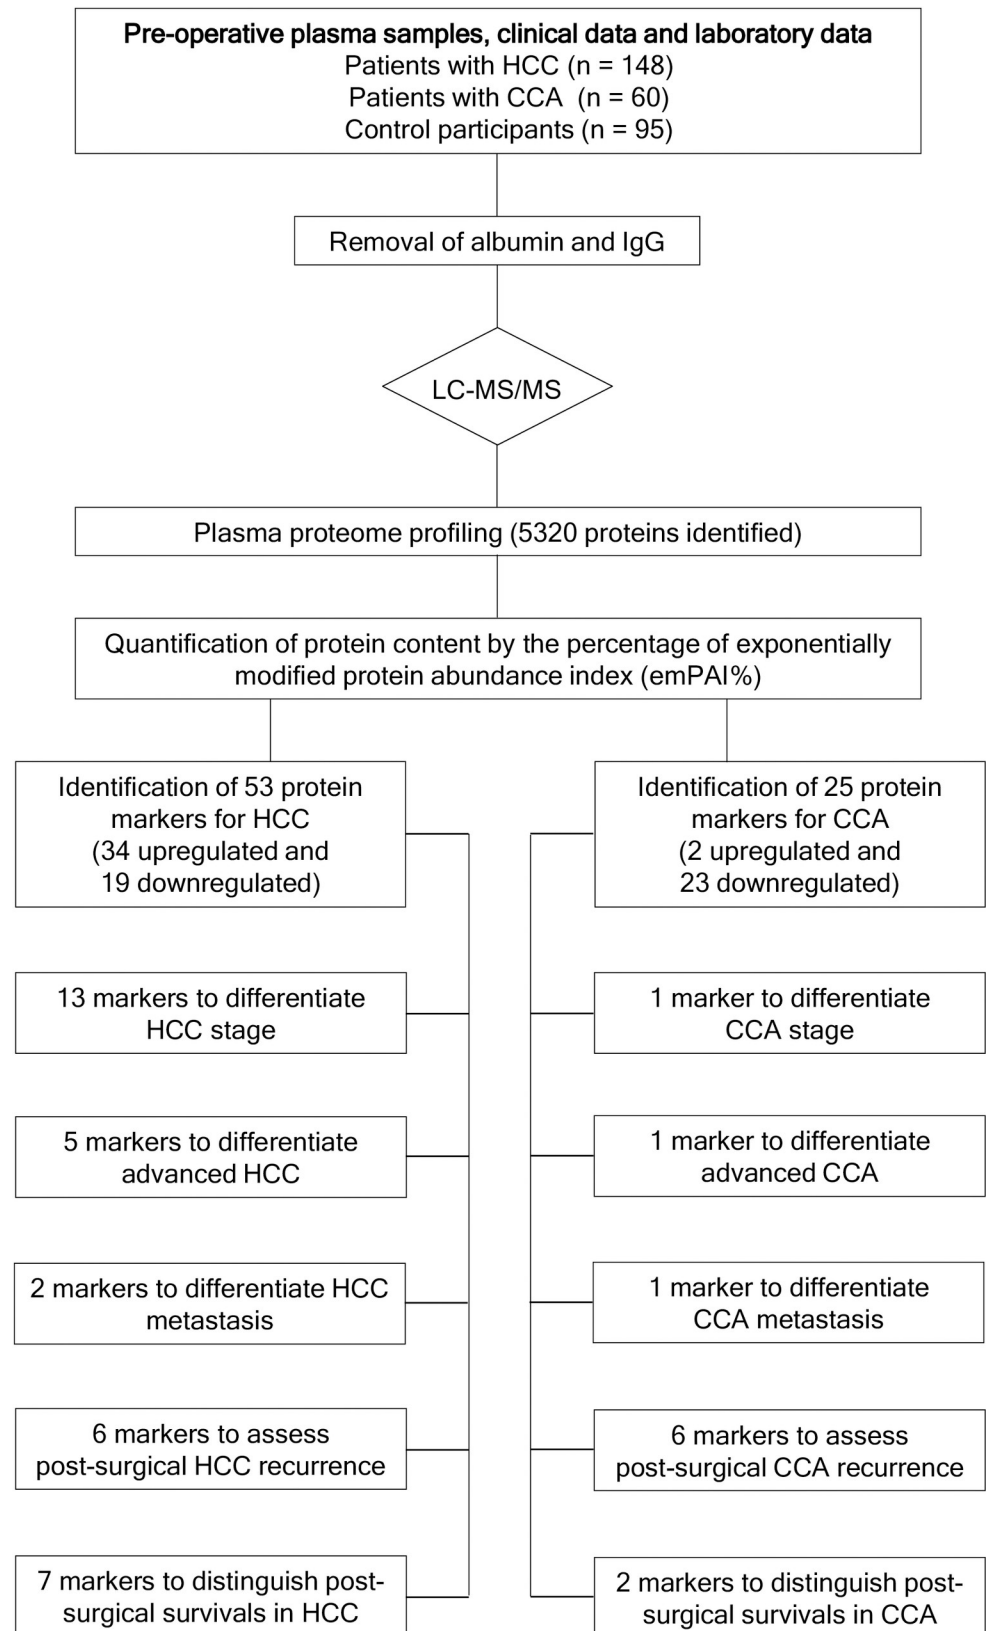 Pre-operative plasma samples, clinical data and laboratory data
Patients with HCC (n = 148)
Patients with CCA (n = 60)
Control participants (n = 95)
Removal of albumin and IgG
LC-MS/MS
Plasma proteome profiling (5320 proteins identified)
Quantification of protein content by the percentage of exponentially
modified protein abundance index (emPAI%)
Identification of 53 protein
markers for HCC
(34 upregulated and
19 downregulated)
13 markers to differentiate
HCC stage
5 markers to differentiate
advanced HCC
2 markers to differentiate HCC
metastasis
6 markers to assess
post-surgical HCC recurrence
7 markers to distinguish post-
surgical survivals in HCC
Identification of 25 protein
markers for CCA
(2 upregulated and
23 downregulated)
1 marker to differentiate
CCA stage
1 marker to differentiate
advanced CCA
1 marker to differentiate
CCA metastasis
6 markers to assess
post-surgical CCA recurrence
2 markers to distinguish post-
surgical survivals in CCA